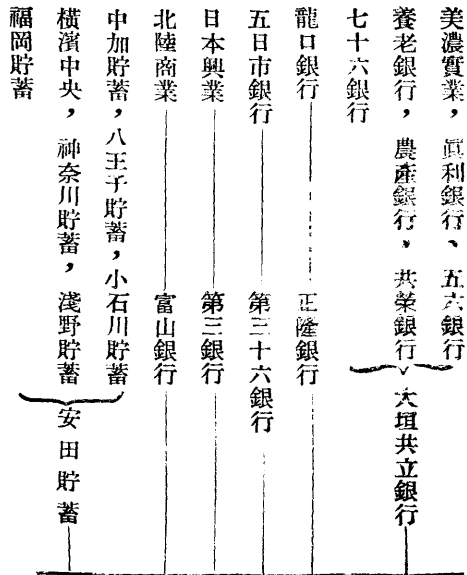 美濃實業，眞利銀行、五六銀行
養老銀行，農產銀行，共榮銀行
七十六銀行
大垣共立銀行
龍口銀行
正隆銀行
五日市銀行
第三十六銀行
日本興業
第三銀行
北陸商業
富山銀行
中加貯蓄，八王子貯蓄，小石川貯蓄
橫濱中央，神奈川貯蓄，淺野貯蓄
福岡貯蓄
安田貯蓄